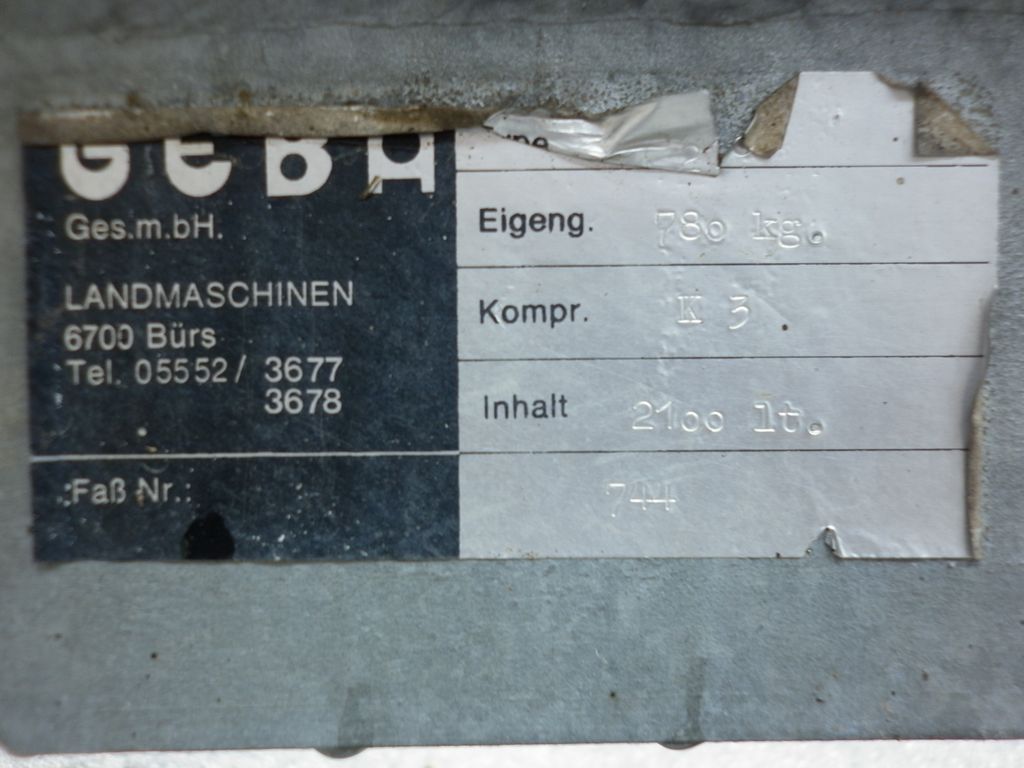 Ges.m.bH.
LANDMASCHINEN
6700 Bürs
Tel. 05552/ 3677
3678
Faß Nr.: 744
Eigeng. 780 kg.
Kompr. K 3
Inhalt 2100 lt.